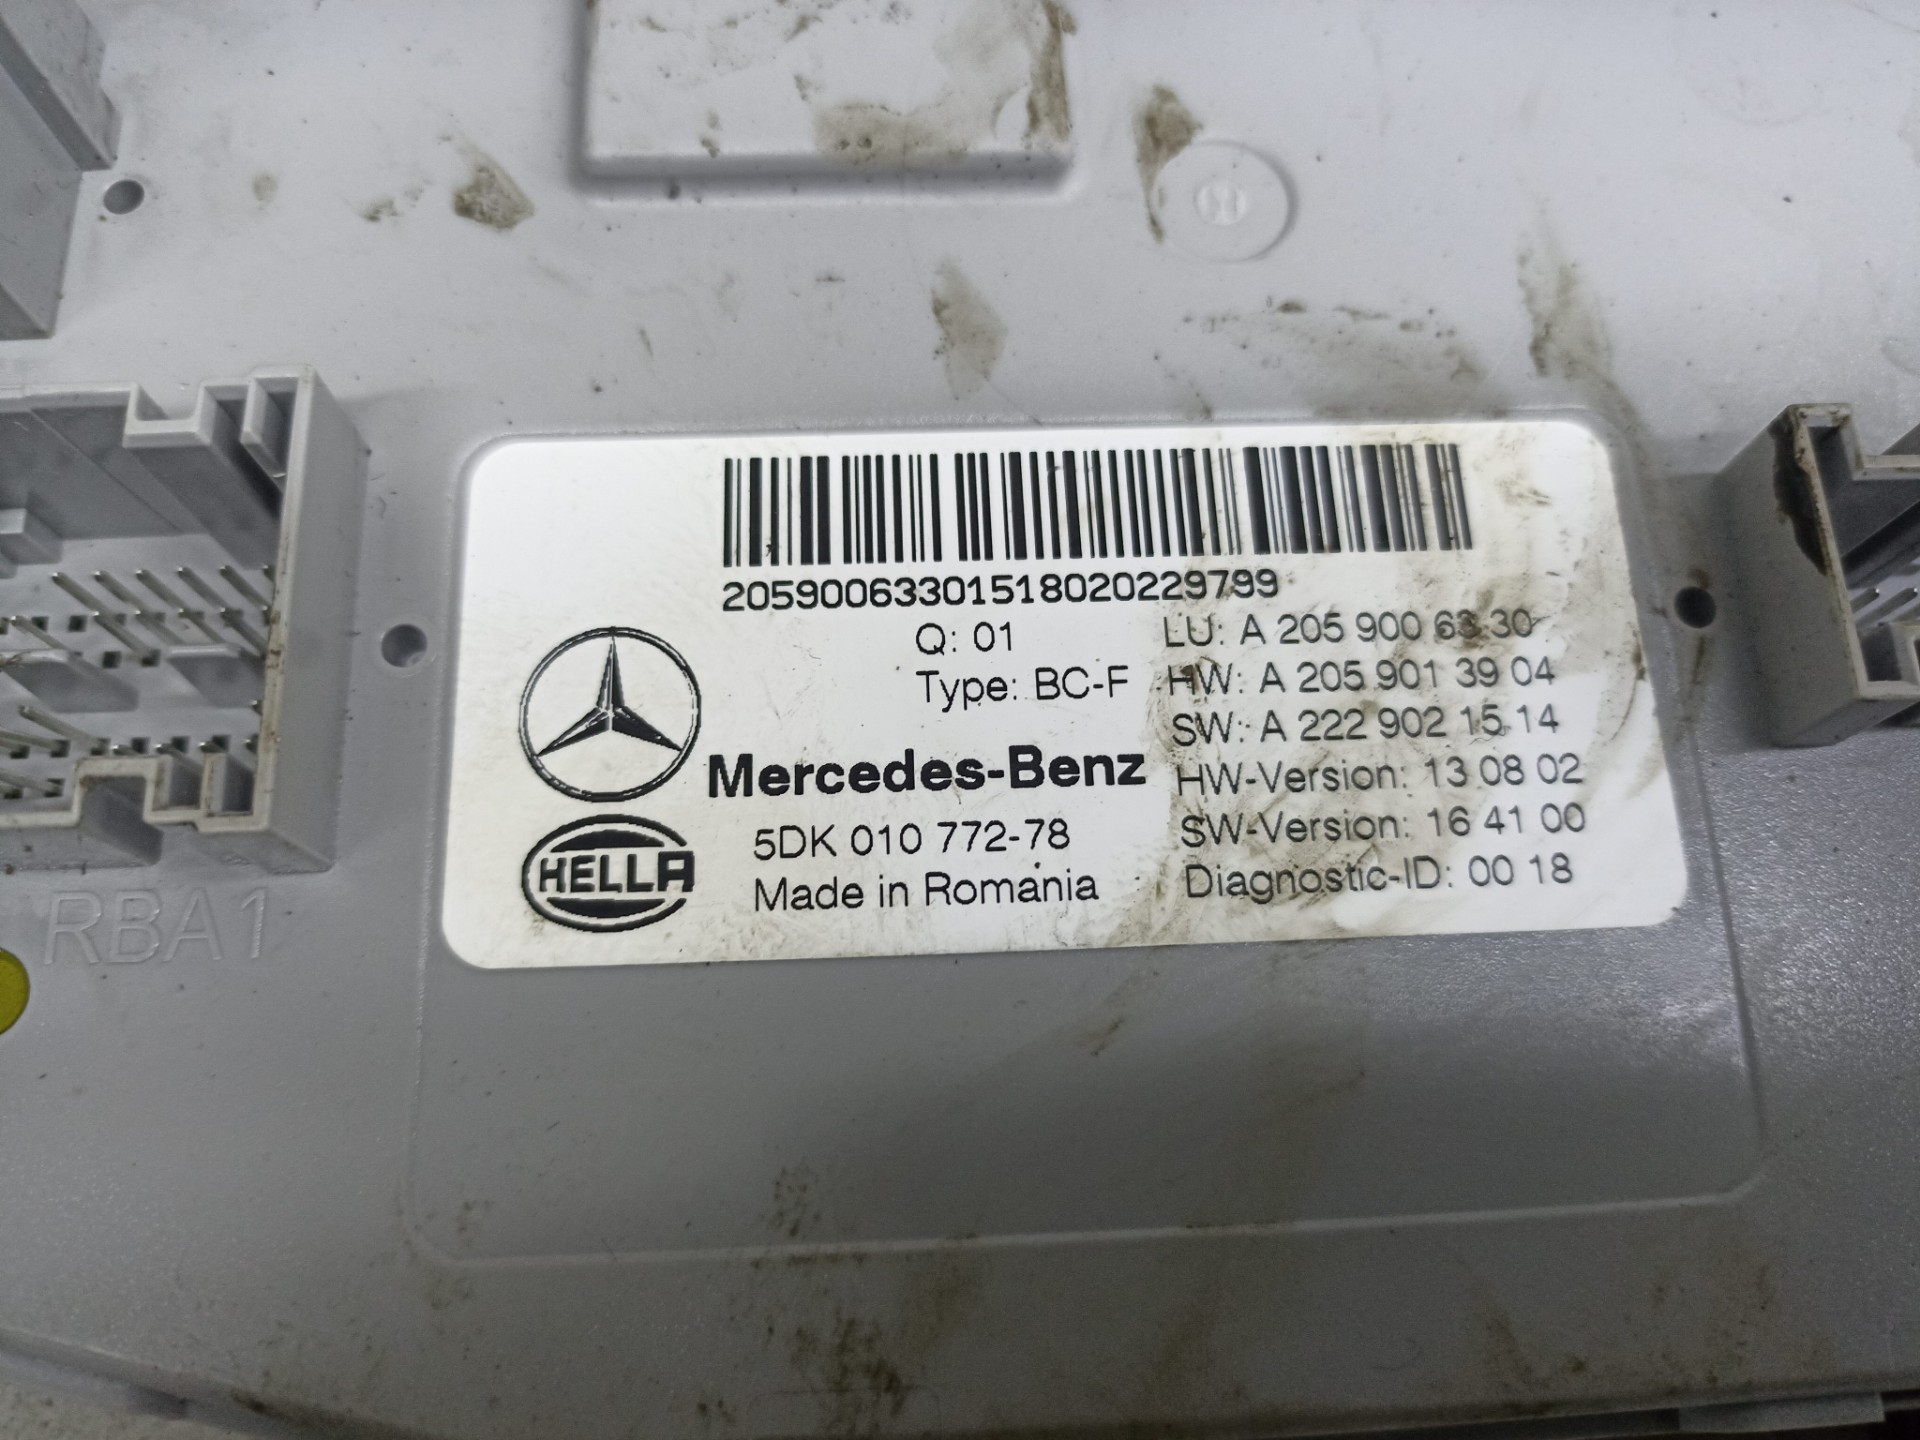 2059006330151802022979​9
Q: 01
Type: BC-F
LU: A 205 900 63 30
HW: A 205 901 39 04
SW: A 222 902 15 14
HW-Version: 13 08 02
SW-Version: 16 41 00
Diagnostic-ID: 00 18
Mercedes-Benz
HELLA
5DK 010 772-78
Made in Romania
RBA1